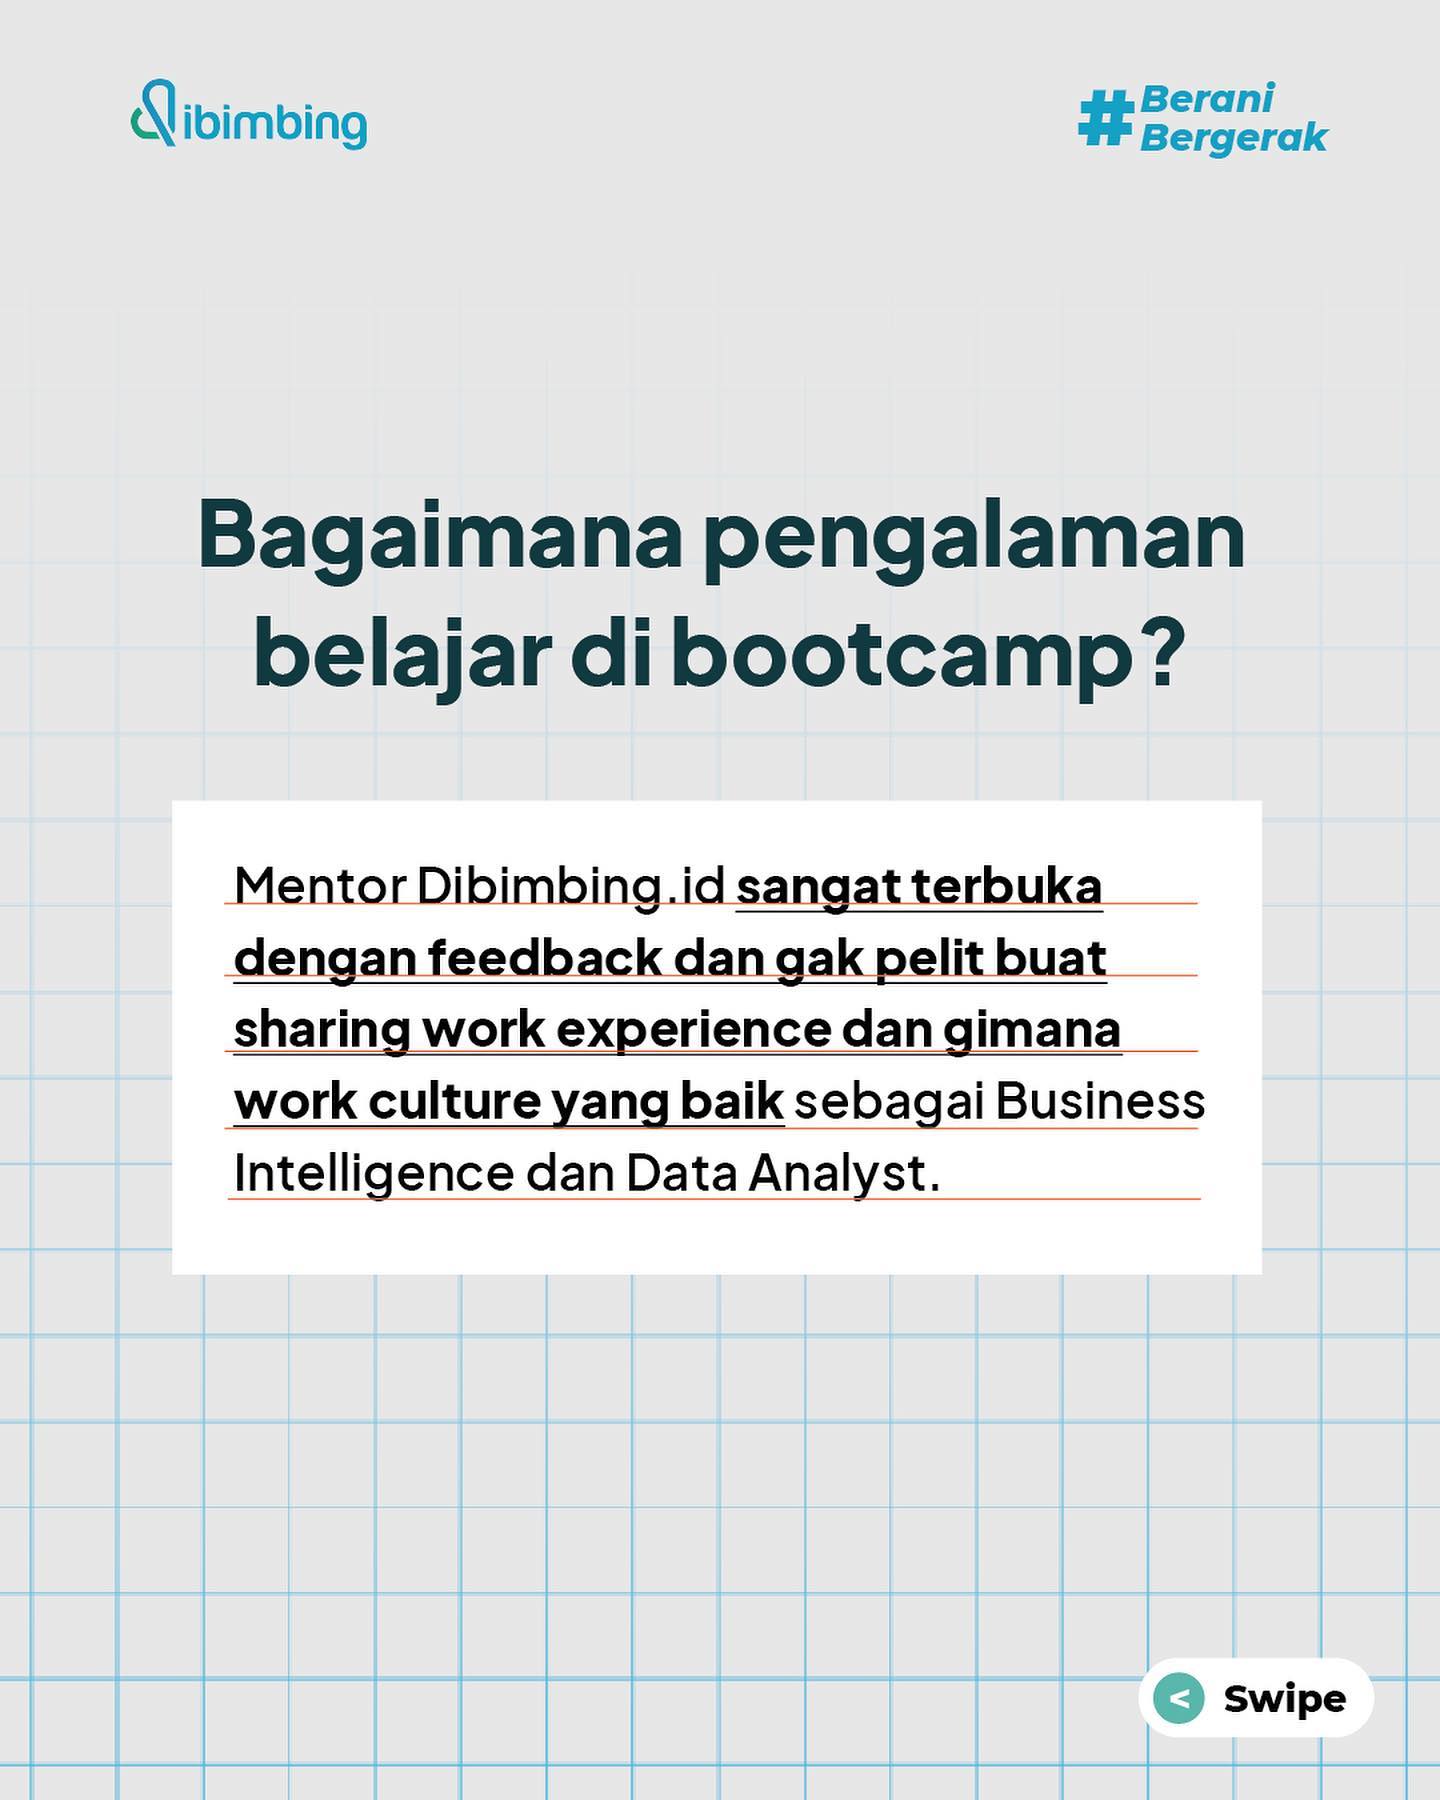 Dibimbing
#Berani
Bergerak
Bagaimana pengalaman
belajar di bootcamp?
Mentor Dibimbing.id sangat terbuka
dengan feedback dan gak pelit buat
sharing work experience dan gimana
work culture yang baik sebagai Business
Intelligence dan Data Analyst.
< Swipe